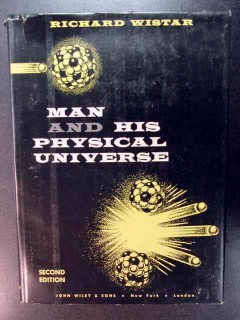 RICHARD WISTAR
MAN
AND HIS
PHYSICAL
UNIVERSE
SECOND
EDITION
JOHN WILEY & SONS • New York • London